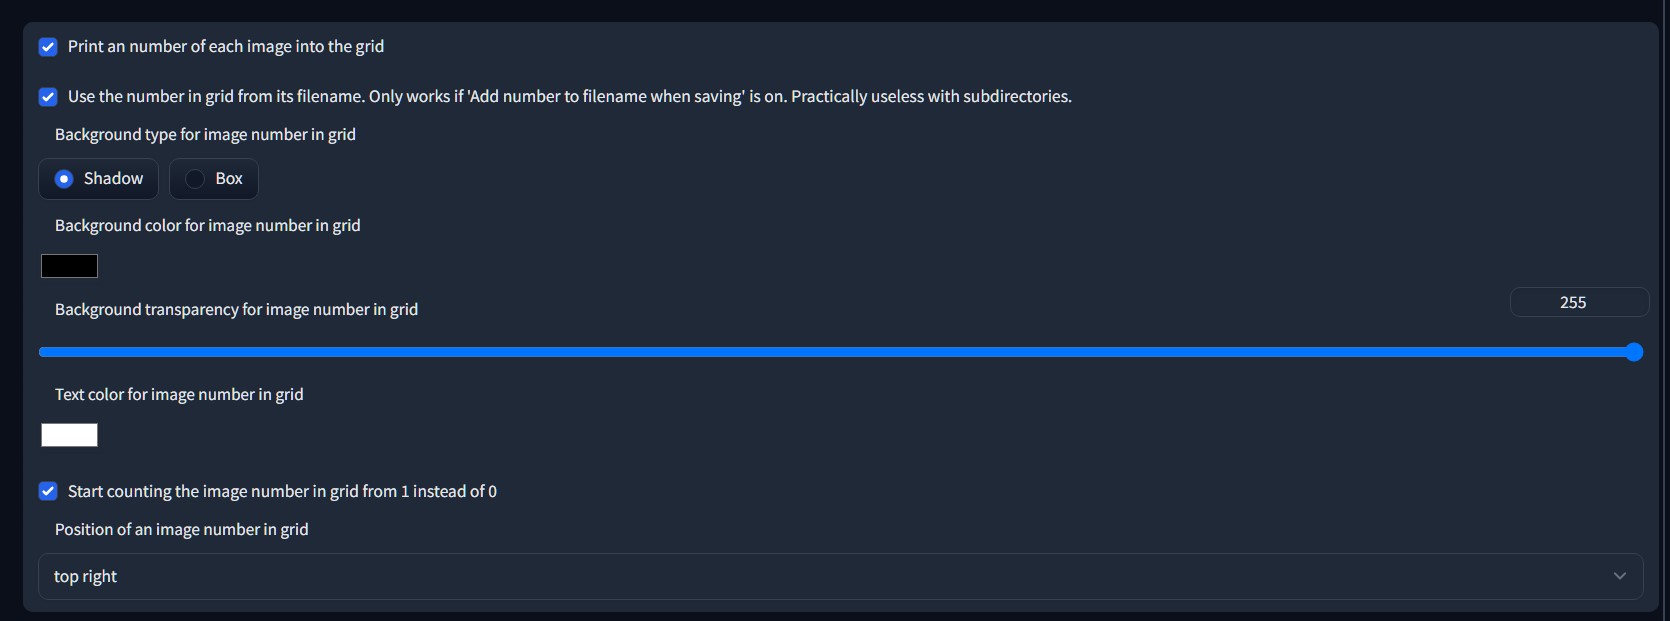 Print an number of each image into the grid
Use the number in grid from its filename. Only works if 'Add number to filename when saving' is on. Practically useless with subdirectories.
Background type for image number in grid
Shadow
Box
Background color for image number in grid
Background transparency for image number in grid
255
Text color for image number in grid
Start counting the image number in grid from 1 instead of 0
Position of an image number in grid
top right